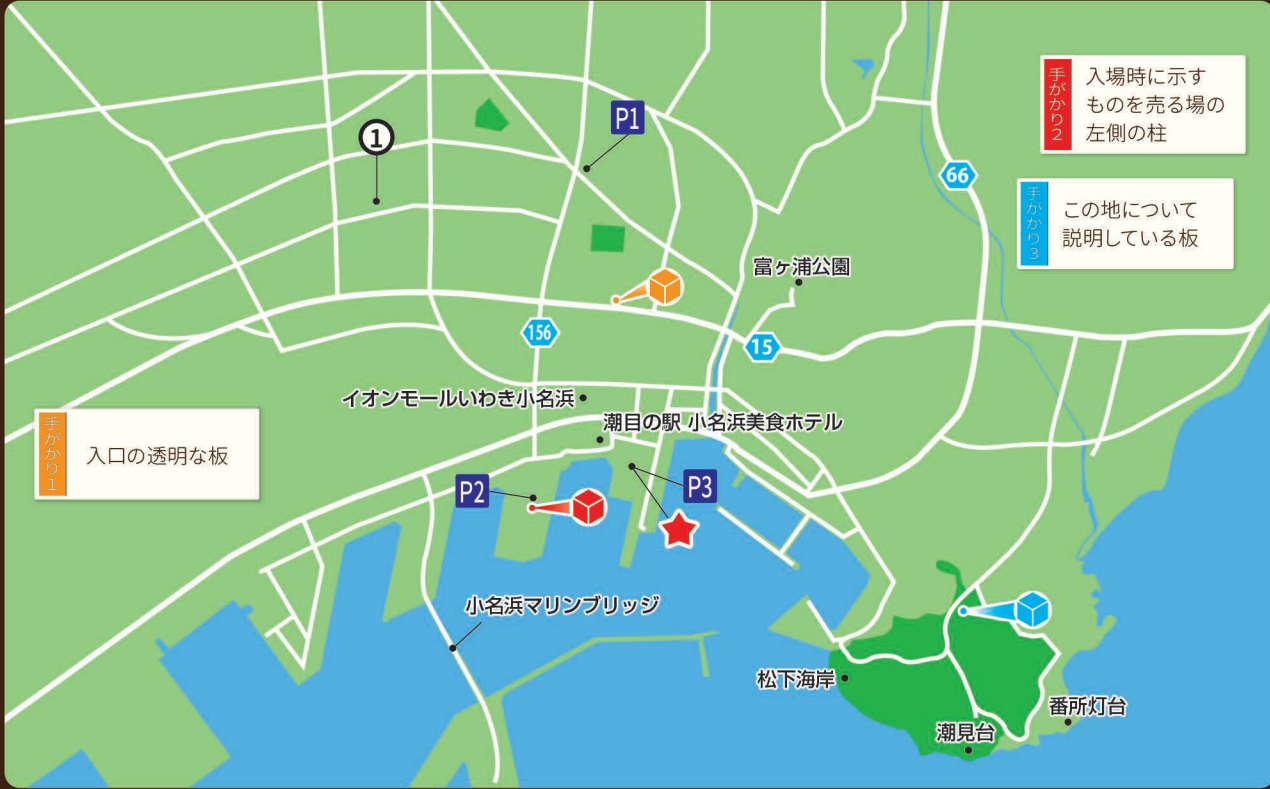 手がかり2
入場時に示す
ものを売る場の
左側の柱
P1
1
66
手がかり3
この地について
説明している板
富ヶ浦公園
156
15
イオンモールいわき小名浜
潮目の駅 小名浜美食ホテル
手がかり1
入口の透明な板
P2
P3
小名浜マリンブリッジ
松下海岸
番所灯台
潮見台